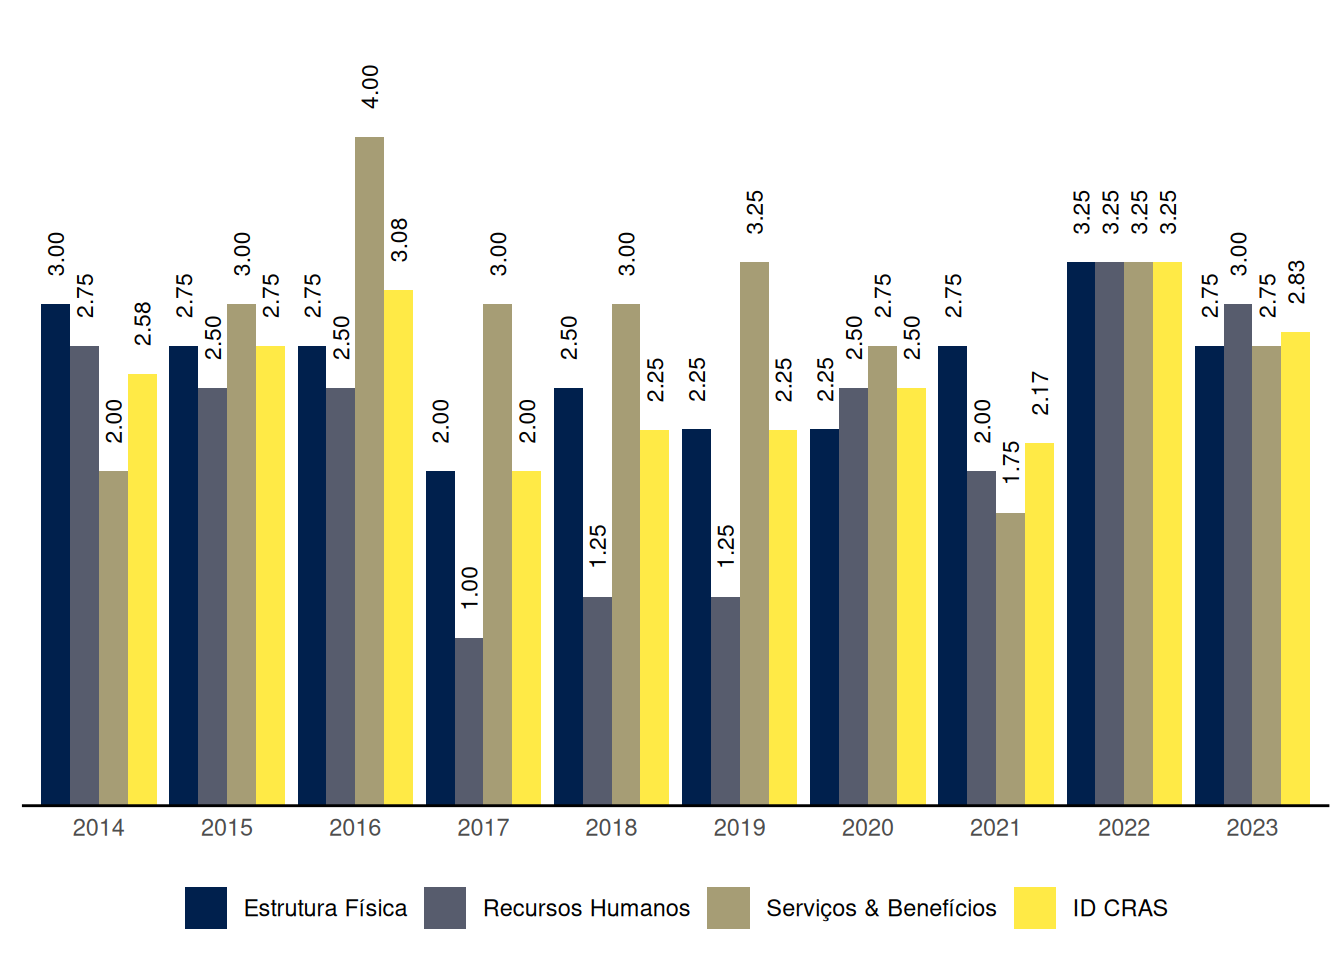 3.00 2.75 2.00 2.58 2.75 2.50 3.00 2.75 2.75 2.50 4.00 3.08 2.00 1.00 3.00 2.00 2.50 1.25 3.00 2.25 2.25 1.25 3.25 2.25 2.25 2.50 2.75 2.50 2.75 2.00 1.75 2.17 3.25 3.25 3.25 3.25 2.75 3.00 2.75 2.83
2014 2015 2016 2017 2018 2019 2020 2021 2022 2023
Estrutura Física Recursos Humanos Serviços & Benefícios ID CRAS